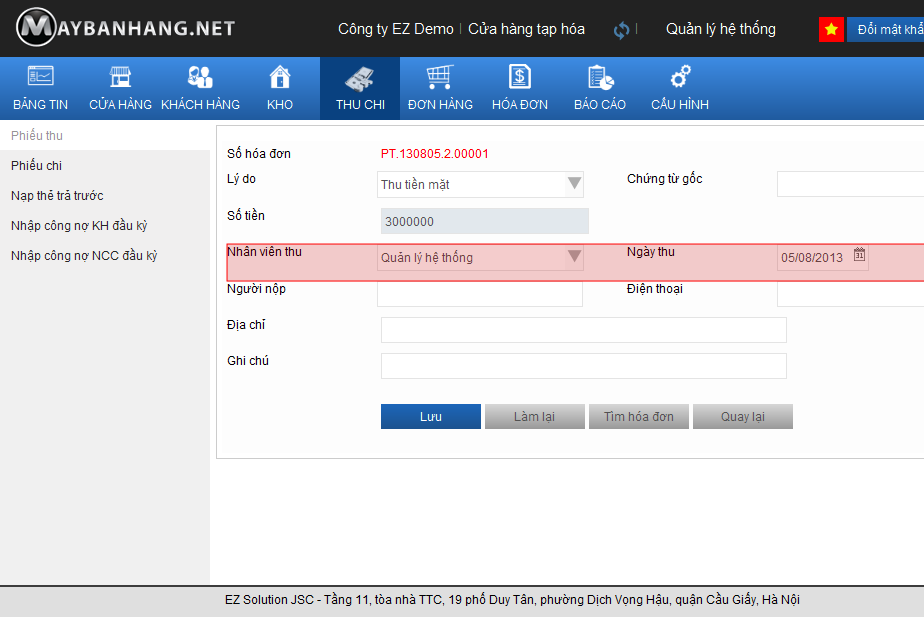 MAYBANHANG.NET
Công ty EZ Demo | Cửa hàng tạp hóa | Quản lý hệ thống Đổi mật
BẢNG TIN CỬA HÀNG KHÁCH HÀNG KHO THU CHI ĐƠN HÀNG HÓA ĐƠN BÁO CÁO CẤU HÌNH
Phiếu thu
Phiếu chi
Nạp thẻ trả trước
Nhập công nợ KH đầu kỳ
Nhập công nợ NCC đầu kỳ
Số hóa đơn PT.130805.2.00001
Lý do Thu tiền mặt Chứng từ gốc
Số tiền 3000000
Nhân viên thu Quản lý hệ thống Ngày thu 05/08/2013 31
Người nộp Điện thoại
Địa chỉ
Ghi chú
Lưu Làm lại Tìm hóa đơn Quay lại
EZ Solution JSC - Tầng 11, tòa nhà TTC, 19 phố Duy Tân, phường Dịch Vọng Hậu, quận Cầu Giấy, Hà Nội